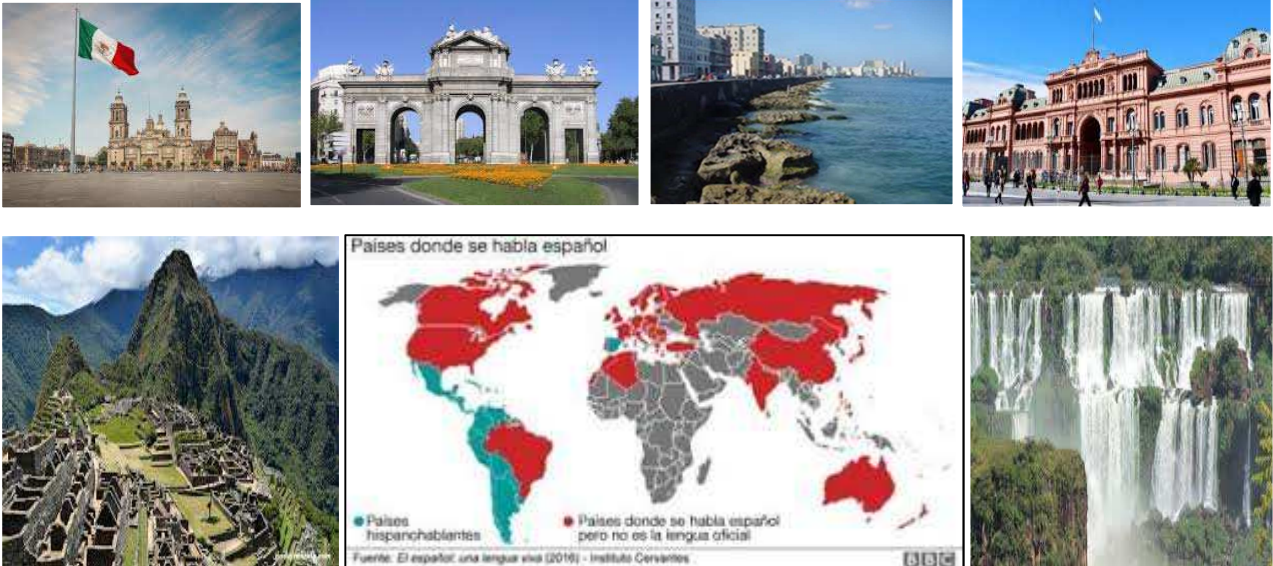 Países donde se habla español
Países
hispanohablantes
Países donde se habla español
pero no es la lengua oficial
Fuente: El español: una lengua viva (2016) - Instituto Cervantes
BBC